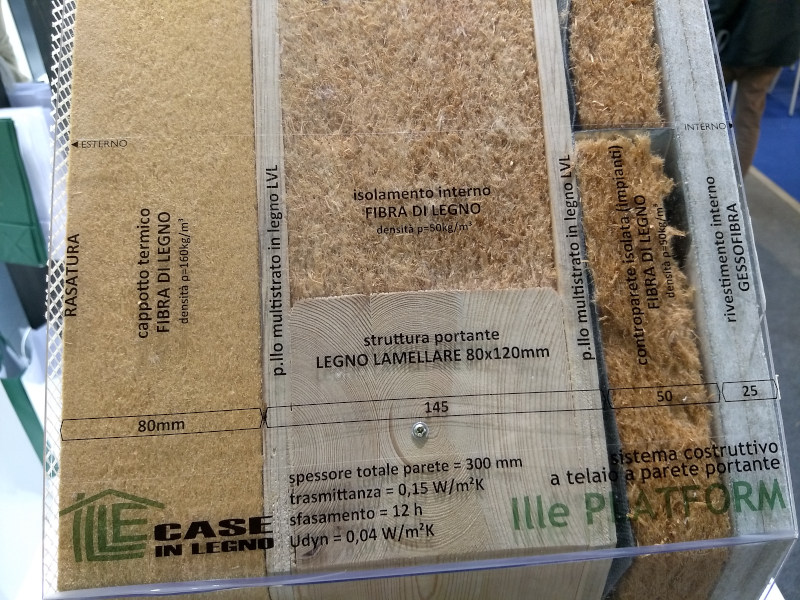 ESTERNO
INTERNO
RASATURA
cappotto termico
FIBRA DI LEGNO
densità ρ=160kg/m³
p.llo multistrato in legno LVL
isolamento interno
FIBRA DI LEGNO
densità ρ=50kg/m³
struttura portante
LEGNO LAMELLARE 80x120mm
p.llo multistrato in legno LVL
controparete isolata (impianti)
FIBRA DI LEGNO
densità ρ=50kg/m³
rivestimento interno
GESSOFIBRA
80mm
145
50
25
spessore totale parete = 300 mm
trasmittanza = 0,15 W/m²K
sfasamento = 12 h
Udyn = 0,04 W/m²K
sistema costruttivo
a telaio a parete portante
Ille PLATFORM
ILLE CASE
IN LEGNO